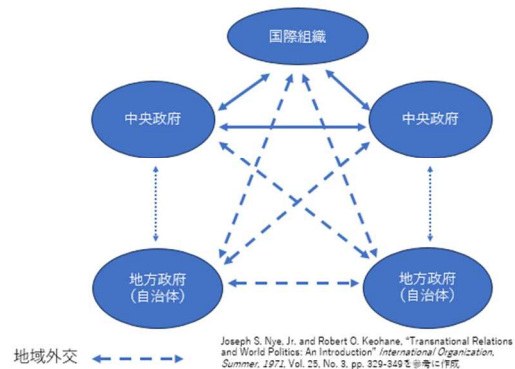 国際組織
中央政府
中央政府
地方政府
（自治体）
地方政府
（自治体）
地域外交
Joseph S. Nye, Jr. and Robert O. Keohane, "Transnational Relations
and World Politics: An Introduction" International Organization,
Summer, 1971, Vol. 25, No. 3, pp. 329-349を参考に作成